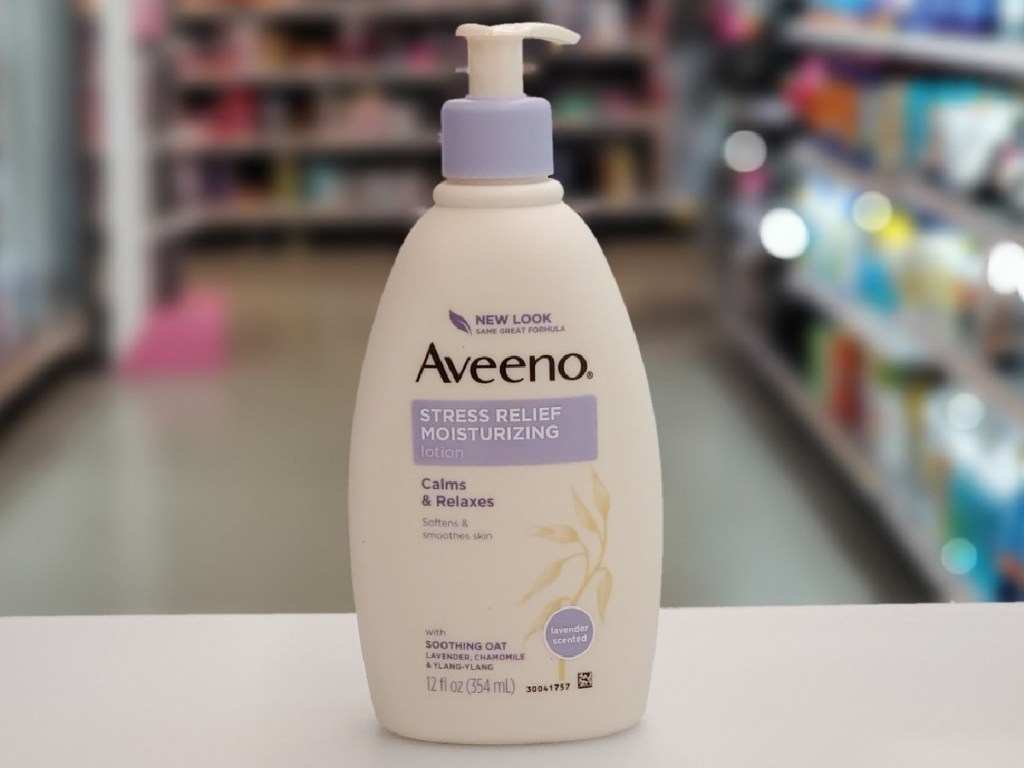 NEW LOOK
SAME GREAT FORMULA
Aveeno®
STRESS RELIEF
MOISTURIZING
lotion
Calms
& Relaxes
Softens &
smoothes skin
lavender
scented
with
SOOTHING OAT
LAVENDER, CHAMOMILE
& YLANG-YLANG
12 fl oz (354 mL)
30041757